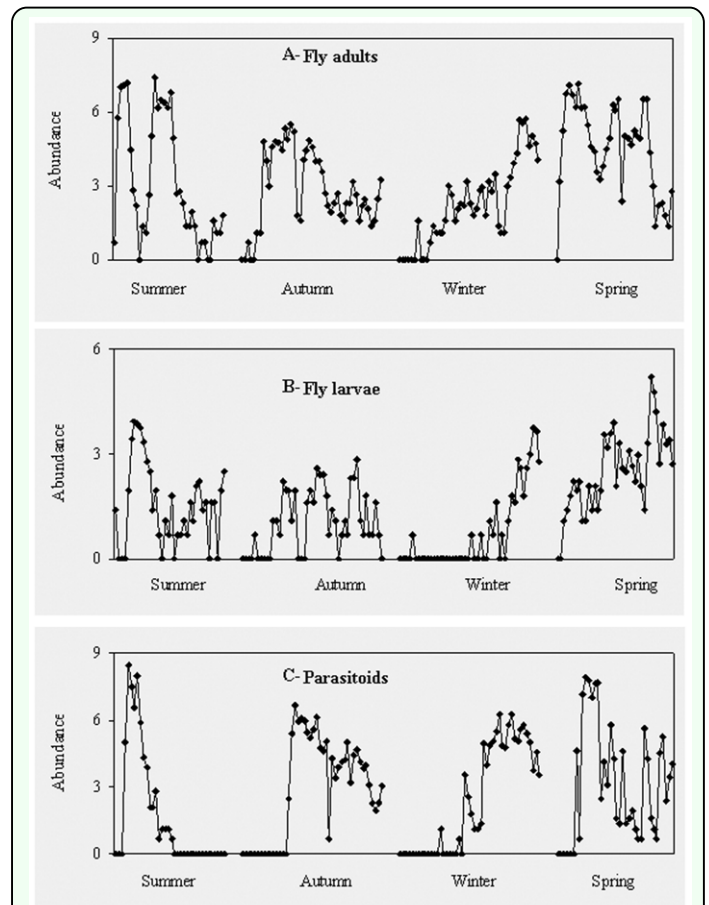 9
A- Fly adults
6
Abundance
3
0
Summer Autumn Winter Spring
6
B- Fly larvae
Abundance
3
0
Summer Autumn Winter Spring
9
C- Parasitoids
6
Abundance
3
0
Summer Autumn Winter Spring